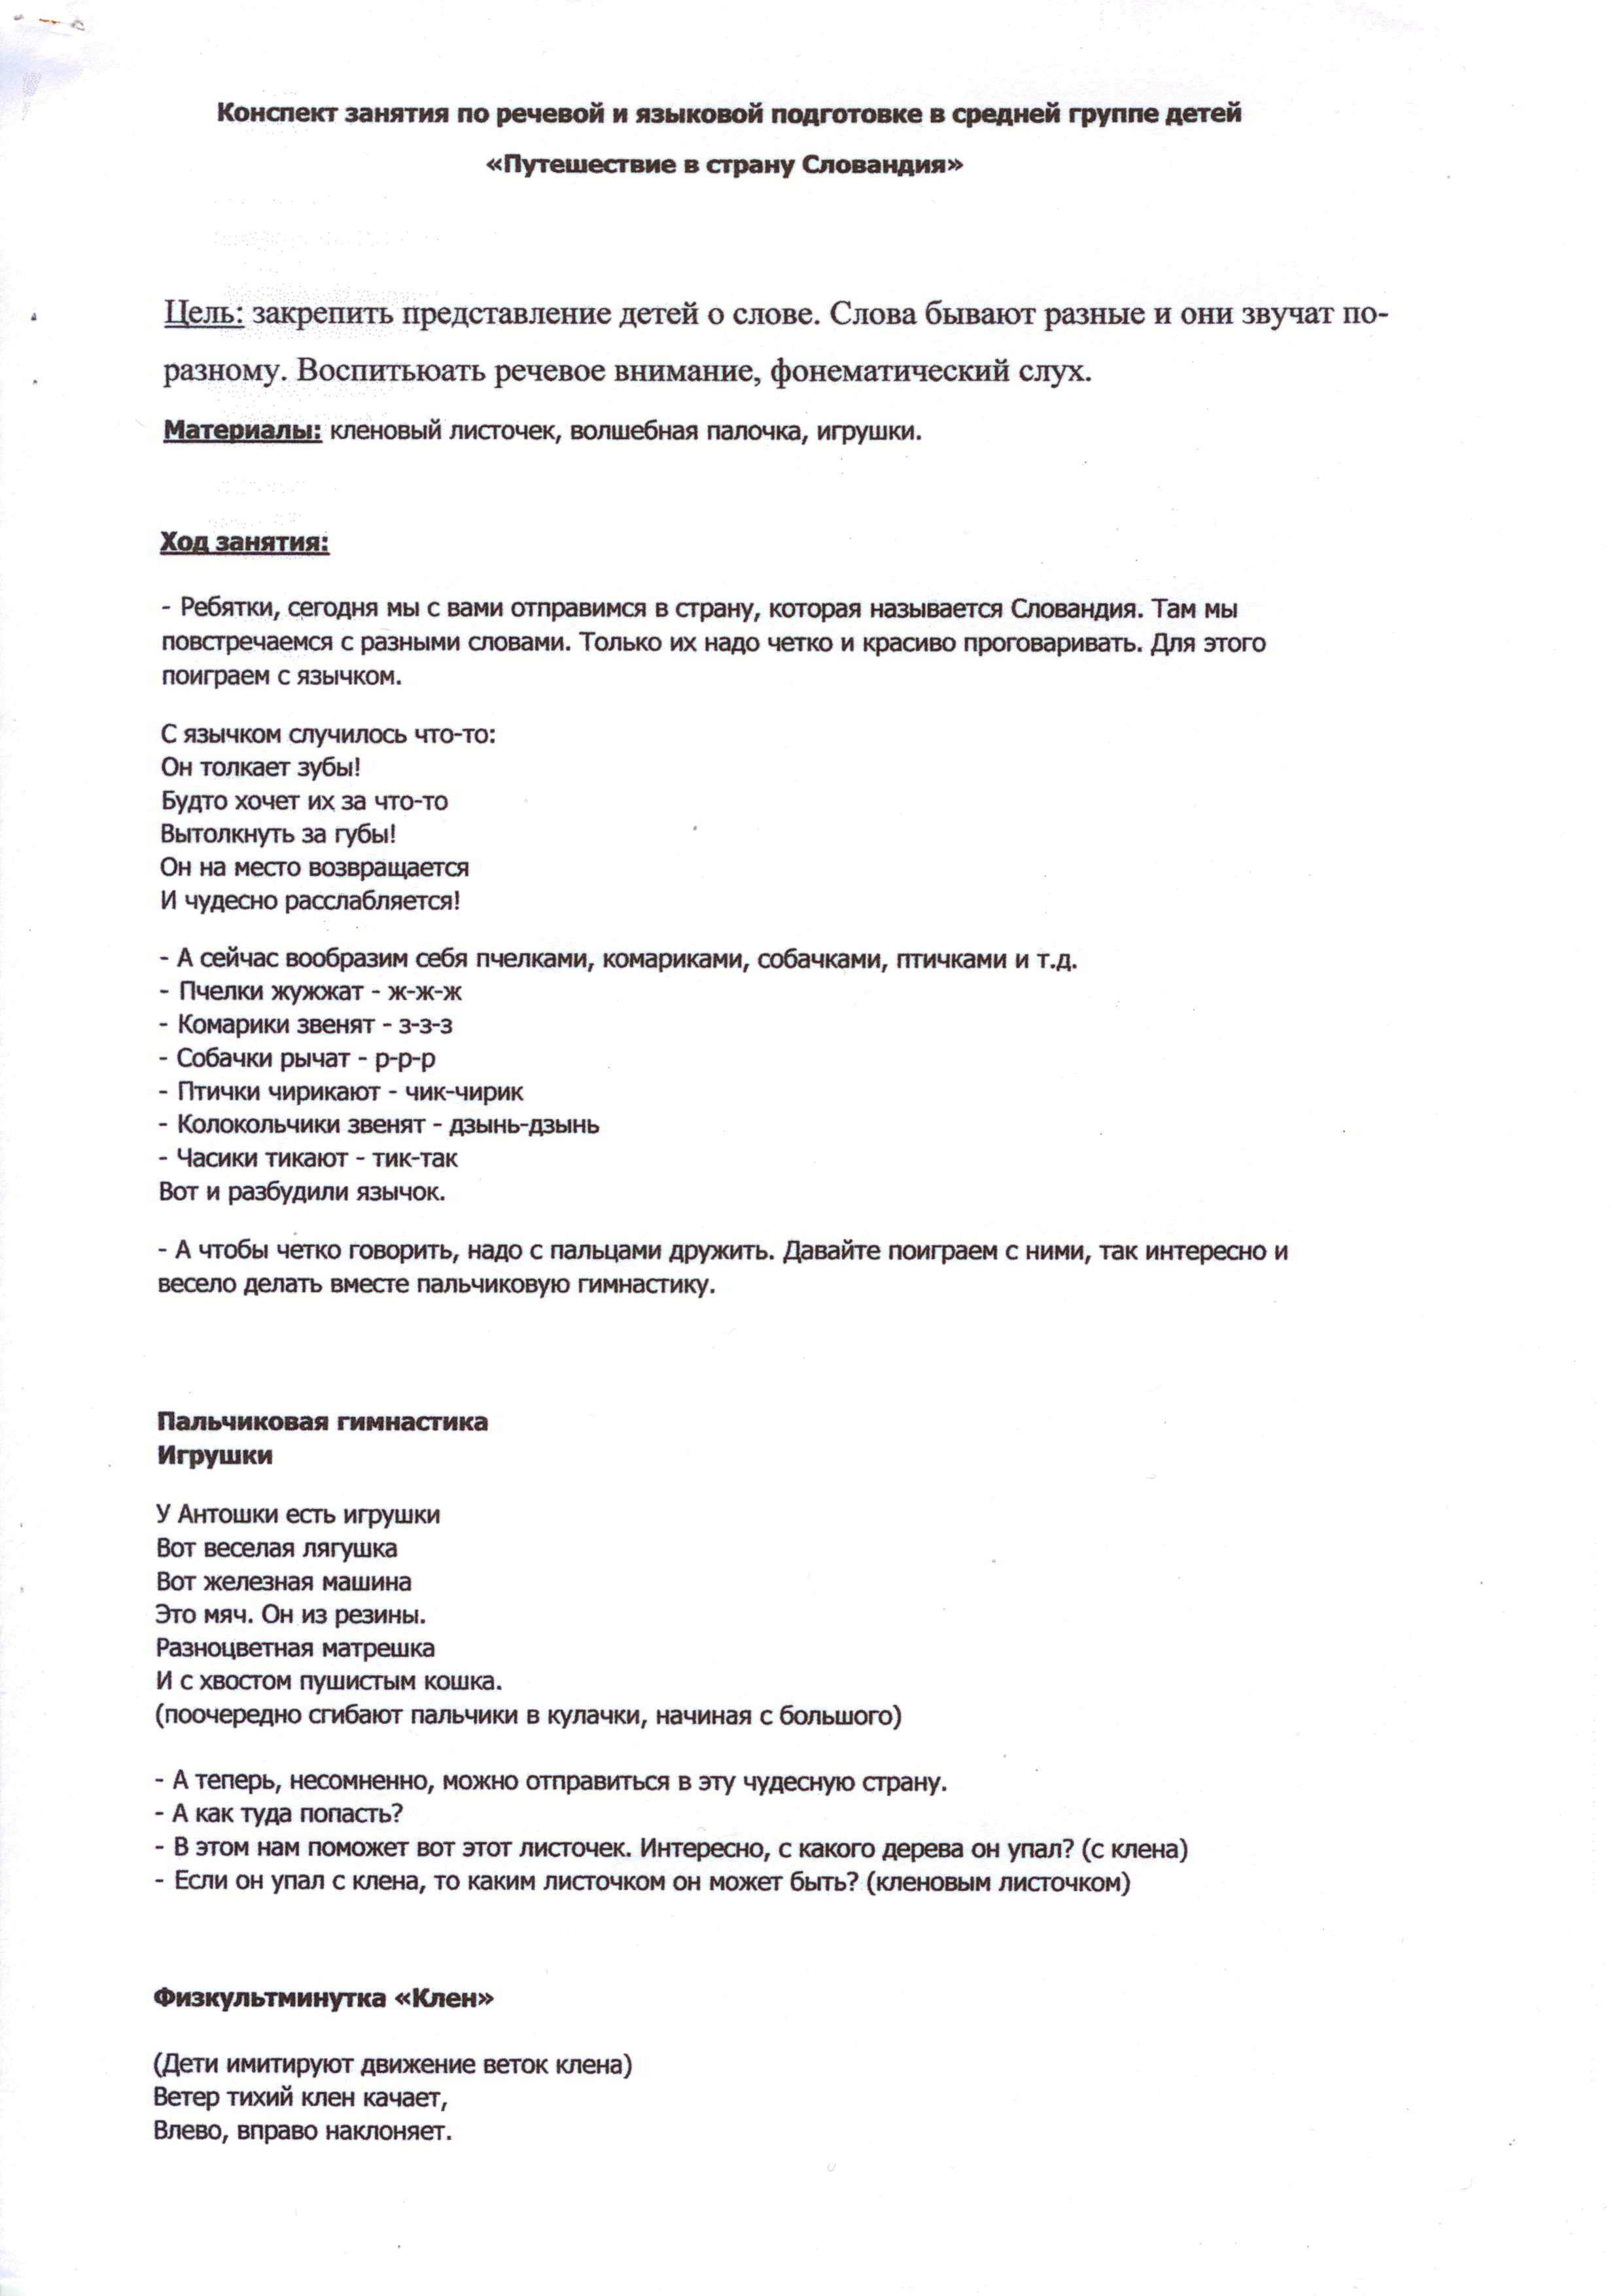 Конспект занятия по речевой и языковой подготовке в средней группе детей
«Путешествие в страну Словандия»
Цель: закрепить представление детей о слове. Слова бывают разные и они звучат по-
разному. Воспитьюать речевое внимание, фонематический слух.
Материалы: кленовый листочек, волшебная палочка, игрушки.
Ход занятия:
- Ребятки, сегодня мы с вами отправимся в страну, которая называется Словандия. Там мы
повстречаемся с разными словами. Только их надо четко и красиво проговаривать. Для этого
поиграем с язычком.
С язычком случилось что-то:
Он толкает зубы!
Будто хочет их за что-то
Вытолкнуть за губы!
Он на место возвращается
И чудесно расслабляется!
- А сейчас вообразим себя пчелками, комариками, собачками, птичками и т.д.
- Пчелки жужжат - ж-ж-ж
- Комарики звенят - з-з-з
- Собачки рычат - р-р-р
- Птички чирикают - чик-чирик
- Колокольчики звенят - дзынь-дзынь
- Часики тикают - тик-так
Вот и разбудили язычок.
- А чтобы четко говорить, надо с пальцами дружить. Давайте поиграем с ними, так интересно и
весело делать вместе пальчиковую гимнастику.
Пальчиковая гимнастика
Игрушки
У Антошки есть игрушки
Вот веселая лягушка
Вот железная машина
Это мяч. Он из резины.
Разноцветная матрешка
И с хвостом пушистым кошка.
(поочередно сгибают пальчики в кулачки, начиная с большого)
- А теперь, несомненно, можно отправиться в эту чудесную страну.
- А как туда попасть?
- В этом нам поможет вот этот листочек. Интересно, с какого дерева он упал? (с клена)
- Если он упал с клена, то каким листочком он может быть? (кленовым листочком)
Физкультминутка «Клен»
(Дети имитируют движение веток клена)
Ветер тихий клен качает,
Влево, вправо наклоняет.